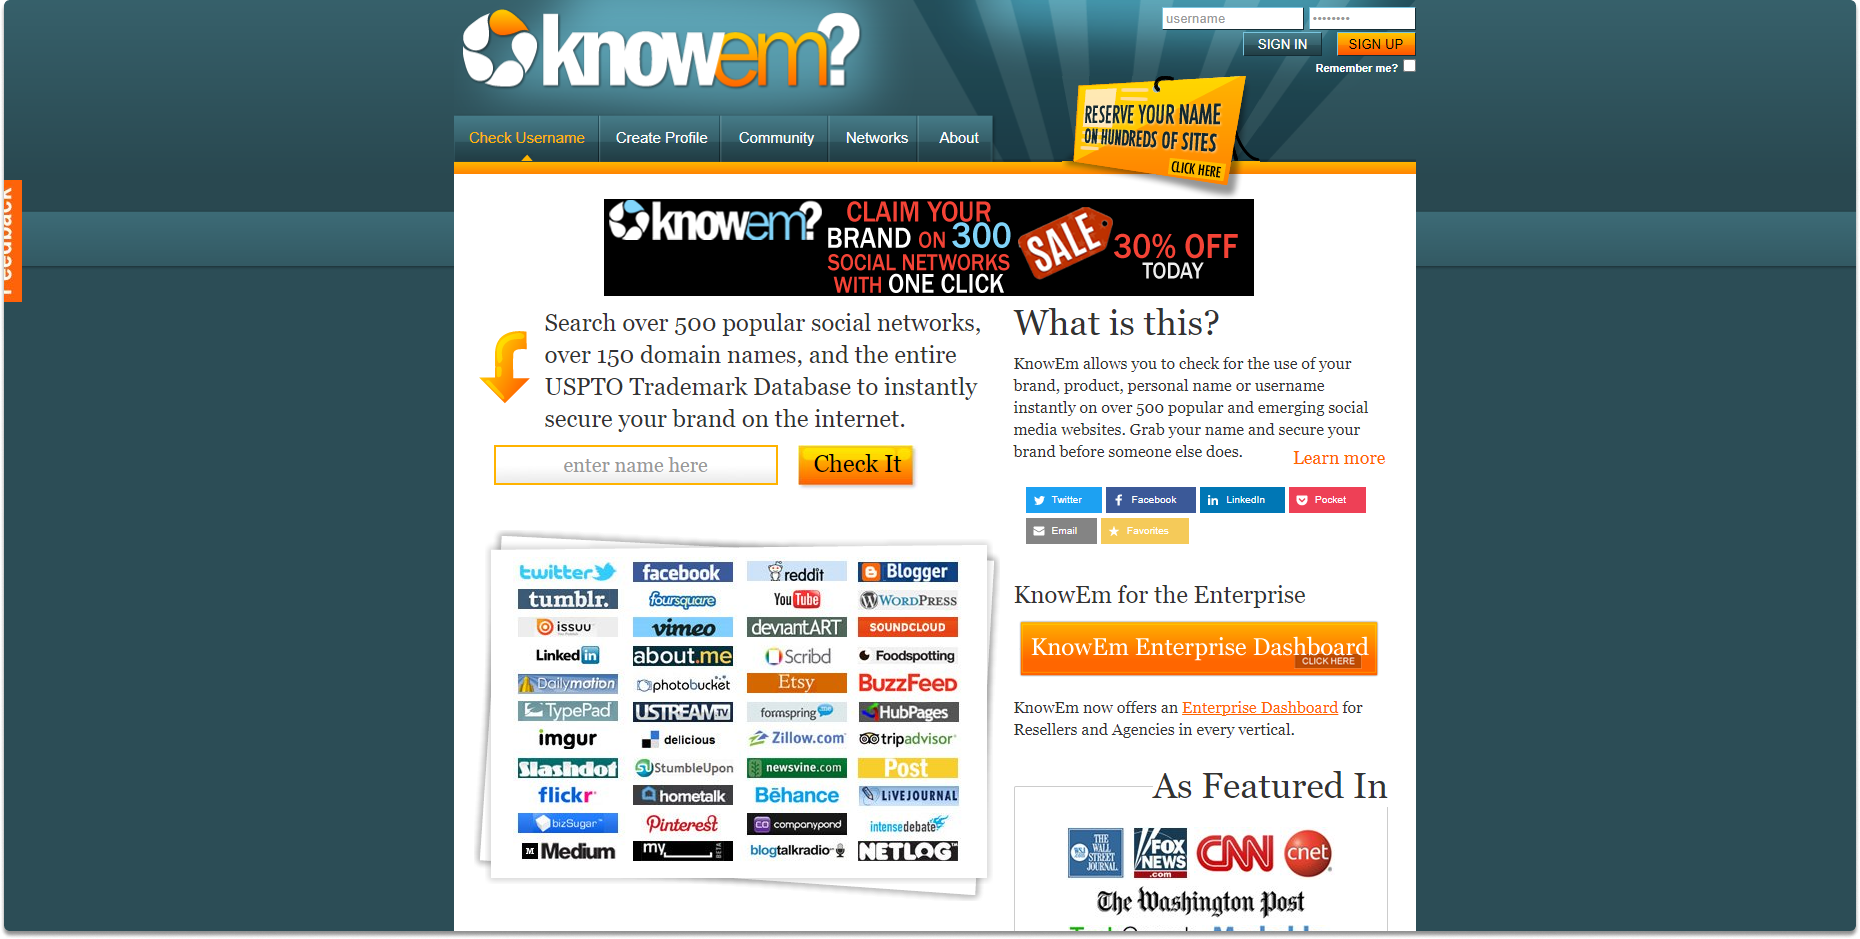 knowem?
username
••••••••
SIGN IN
SIGN UP
Remember me?
Check Username
Create Profile
Community
Networks
About
RESERVE YOUR NAME
ON HUNDREDS OF SITES
CLICK HERE
Feedback
knowem?
CLAIM YOUR
BRAND ON 300
SOCIAL NETWORKS
WITH ONE CLICK
SALE
30% OFF
TODAY
Search over 500 popular social networks,
over 150 domain names, and the entire
USPTO Trademark Database to instantly
secure your brand on the internet.
enter name here
Check It
What is this?
KnowEm allows you to check for the use of your
brand, product, personal name or username
instantly on over 500 popular and emerging social
media websites. Grab your name and secure your
brand before someone else does.
Learn more
Twitter Facebook LinkedIn Pocket
Email Favorites
twitter facebook reddit Blogger
tumblr. foursquare YouTube WORDPRESS
issuu vimeo deviantART SOUNDCLOUD
Linked in about.me Scribd Foodspotting
Dailymotion photobucket Etsy BuzzFeed
TypePad USTREAM.TV formspring HubPages
imgur delicious Zillow.com tripadvisor
Slashdot StumbleUpon newsvine.com Post
flickr hometalk Bēhance LIVEJOURNAL
bizSugar Pinterest companypond intensedebate
M Medium my BETA blogtalkradio NETLOG
KnowEm for the Enterprise
KnowEm Enterprise Dashboard
CLICK HERE
KnowEm now offers an Enterprise Dashboard for
Resellers and Agencies in every vertical.
As Featured In
WSJ THE WALL STREET JOURNAL.
FOX NEWS .com
CNN
cnet
The Washington Post